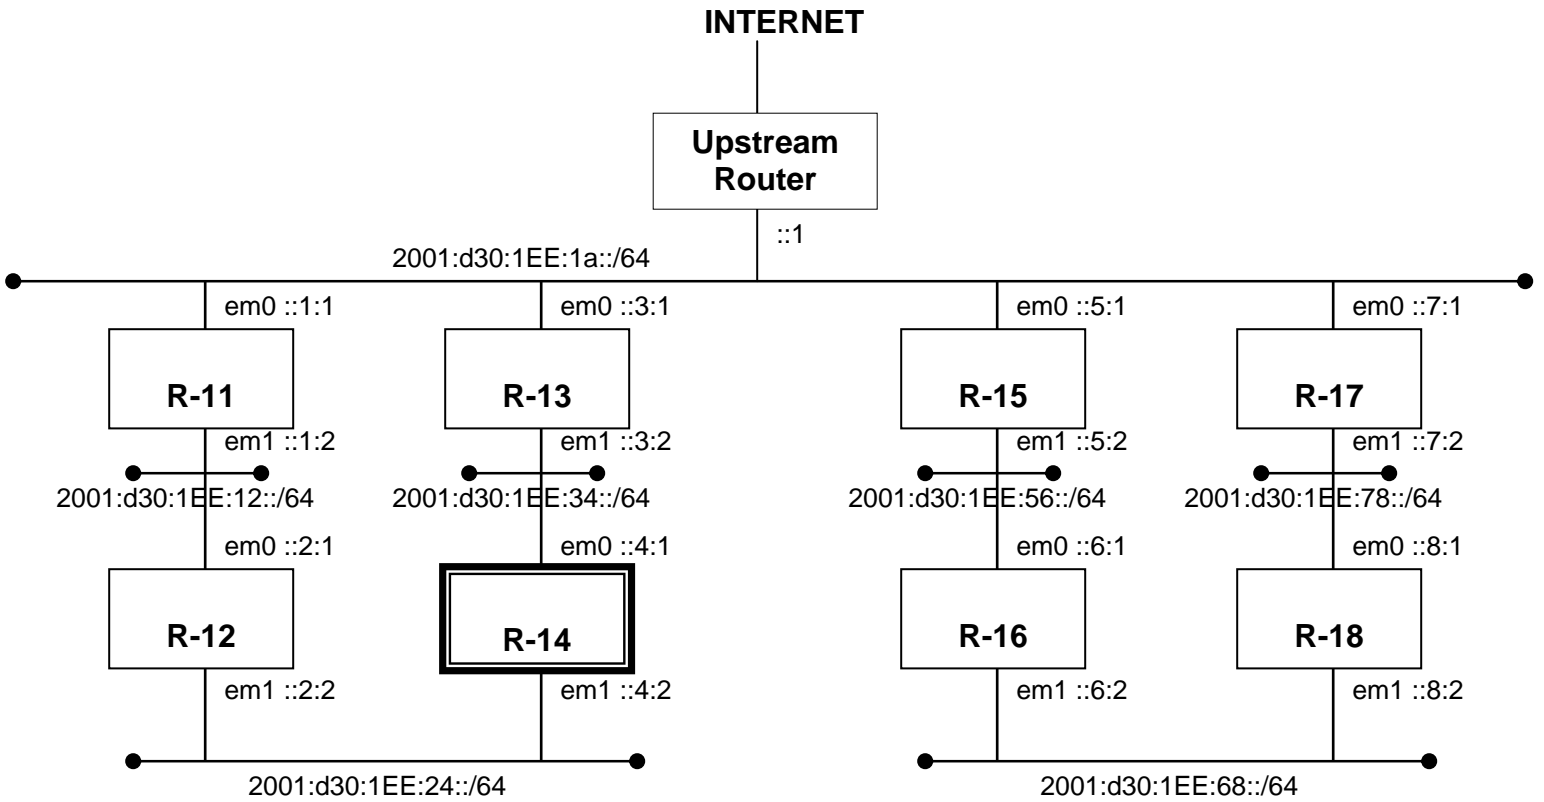 INTERNET
Upstream
Router
::1
2001:d30:1EE:1a::/64
em0 ::1:1
em0 ::3:1
em0 ::5:1
em0 ::7:1
R-11
R-13
R-15
R-17
em1 ::1:2
em1 ::3:2
em1 ::5:2
em1 ::7:2
2001:d30:1EE:12::/64
2001:d30:1EE:34::/64
2001:d30:1EE:56::/64
2001:d30:1EE:78::/64
em0 ::2:1
em0 ::4:1
em0 ::6:1
em0 ::8:1
R-12
R-14
R-16
R-18
em1 ::2:2
em1 ::4:2
em1 ::6:2
em1 ::8:2
2001:d30:1EE:24::/64
2001:d30:1EE:68::/64